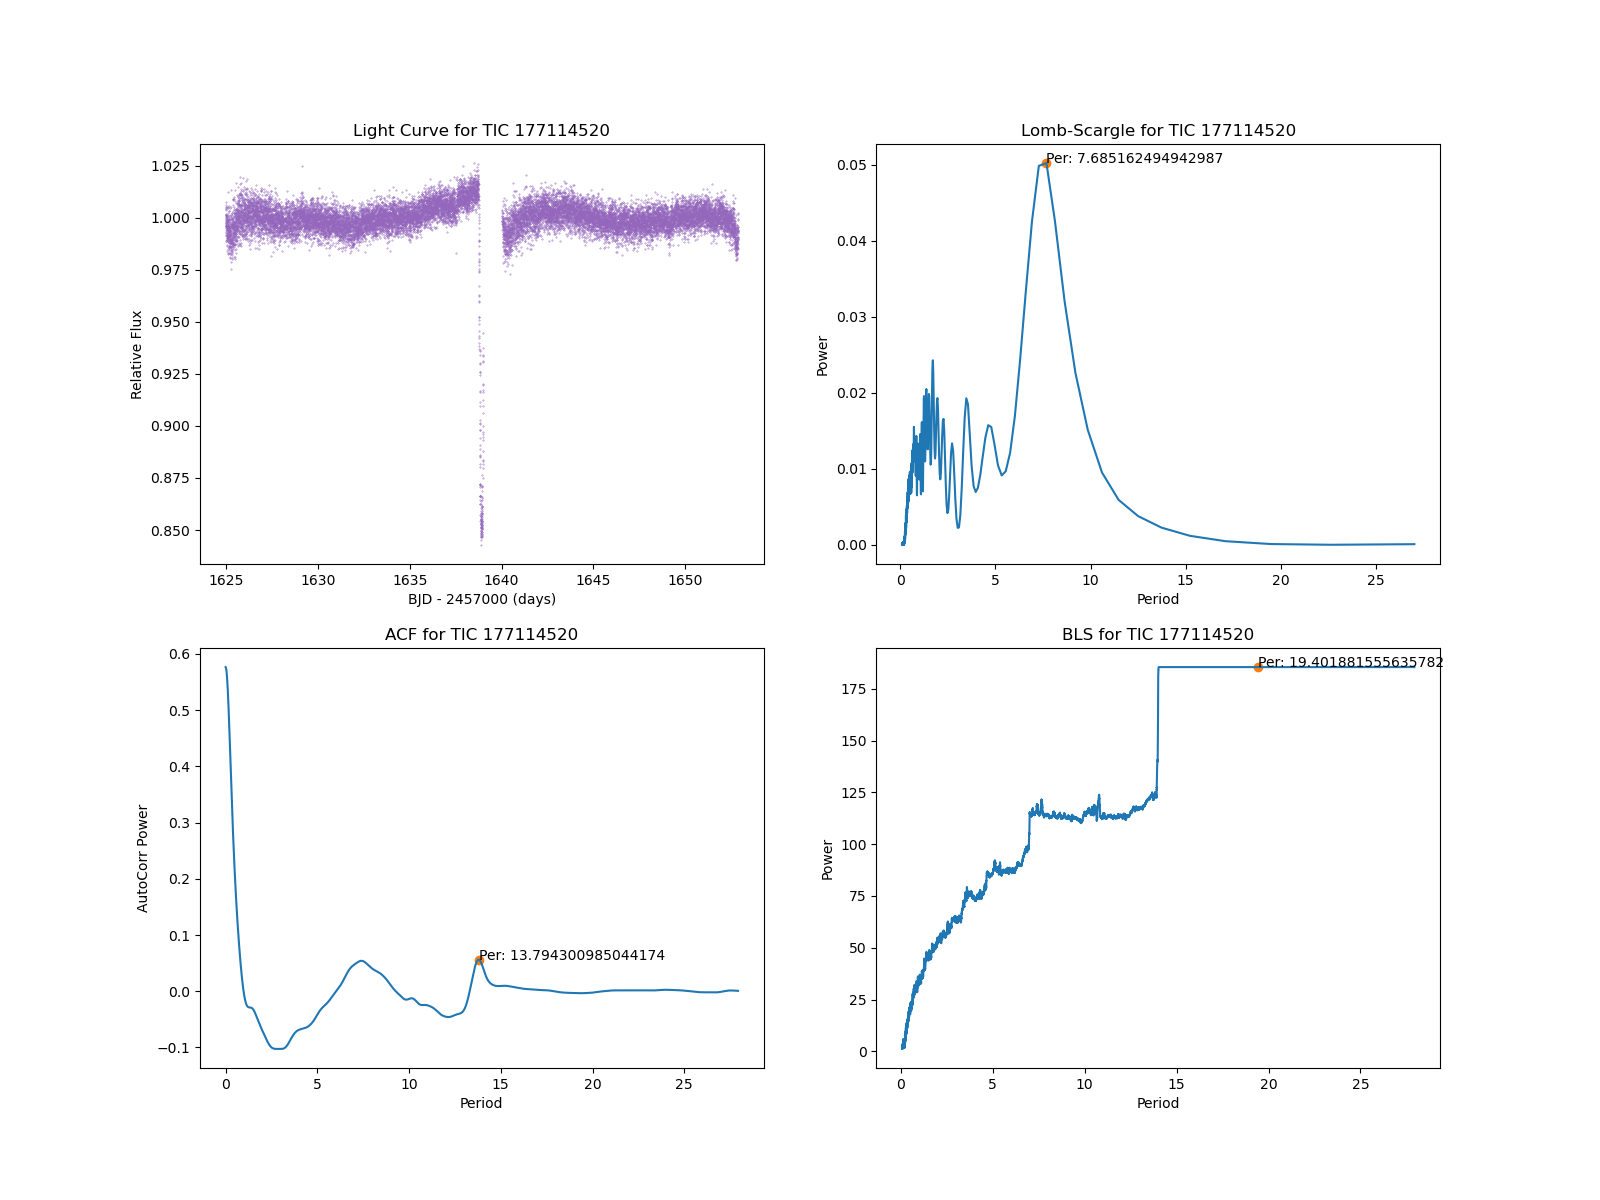 Light Curve for TIC 177114520
1.025
1.000
0.975
0.950
0.925
0.900
0.875
0.850
Relative Flux
1625 1630 1635 1640 1645 1650
BJD - 2457000 (days)
Lomb-Scargle for TIC 177114520
Per: 7.685162494942987
0.05
0.04
0.03
0.02
0.01
0.00
Power
0 5 10 15 20 25
Period
ACF for TIC 177114520
0.6
0.5
0.4
0.3
0.2
0.1
0.0
−0.1
AutoCorr Power
Per: 13.794300985044174
0 5 10 15 20 25
Period
BLS for TIC 177114520
Per: 19.401881555635782
175
150
125
100
75
50
25
0
Power
0 5 10 15 20 25
Period